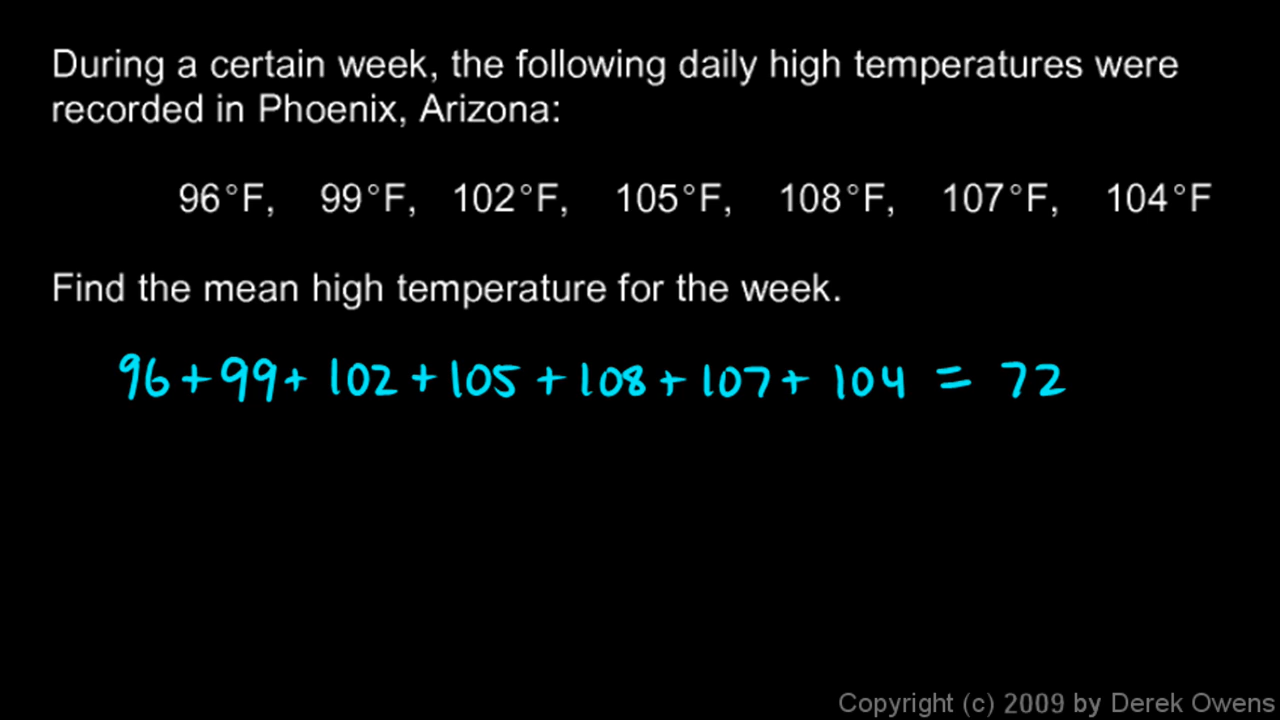 During a certain week, the following daily high temperatures were
recorded in Phoenix, Arizona:
96°F, 99°F, 102°F, 105°F, 108°F, 107°F, 104°F
Find the mean high temperature for the week.
96 + 99 + 102 + 105 + 108 + 107 + 104 = 72
Copyright (c) 2009 by Derek Owens